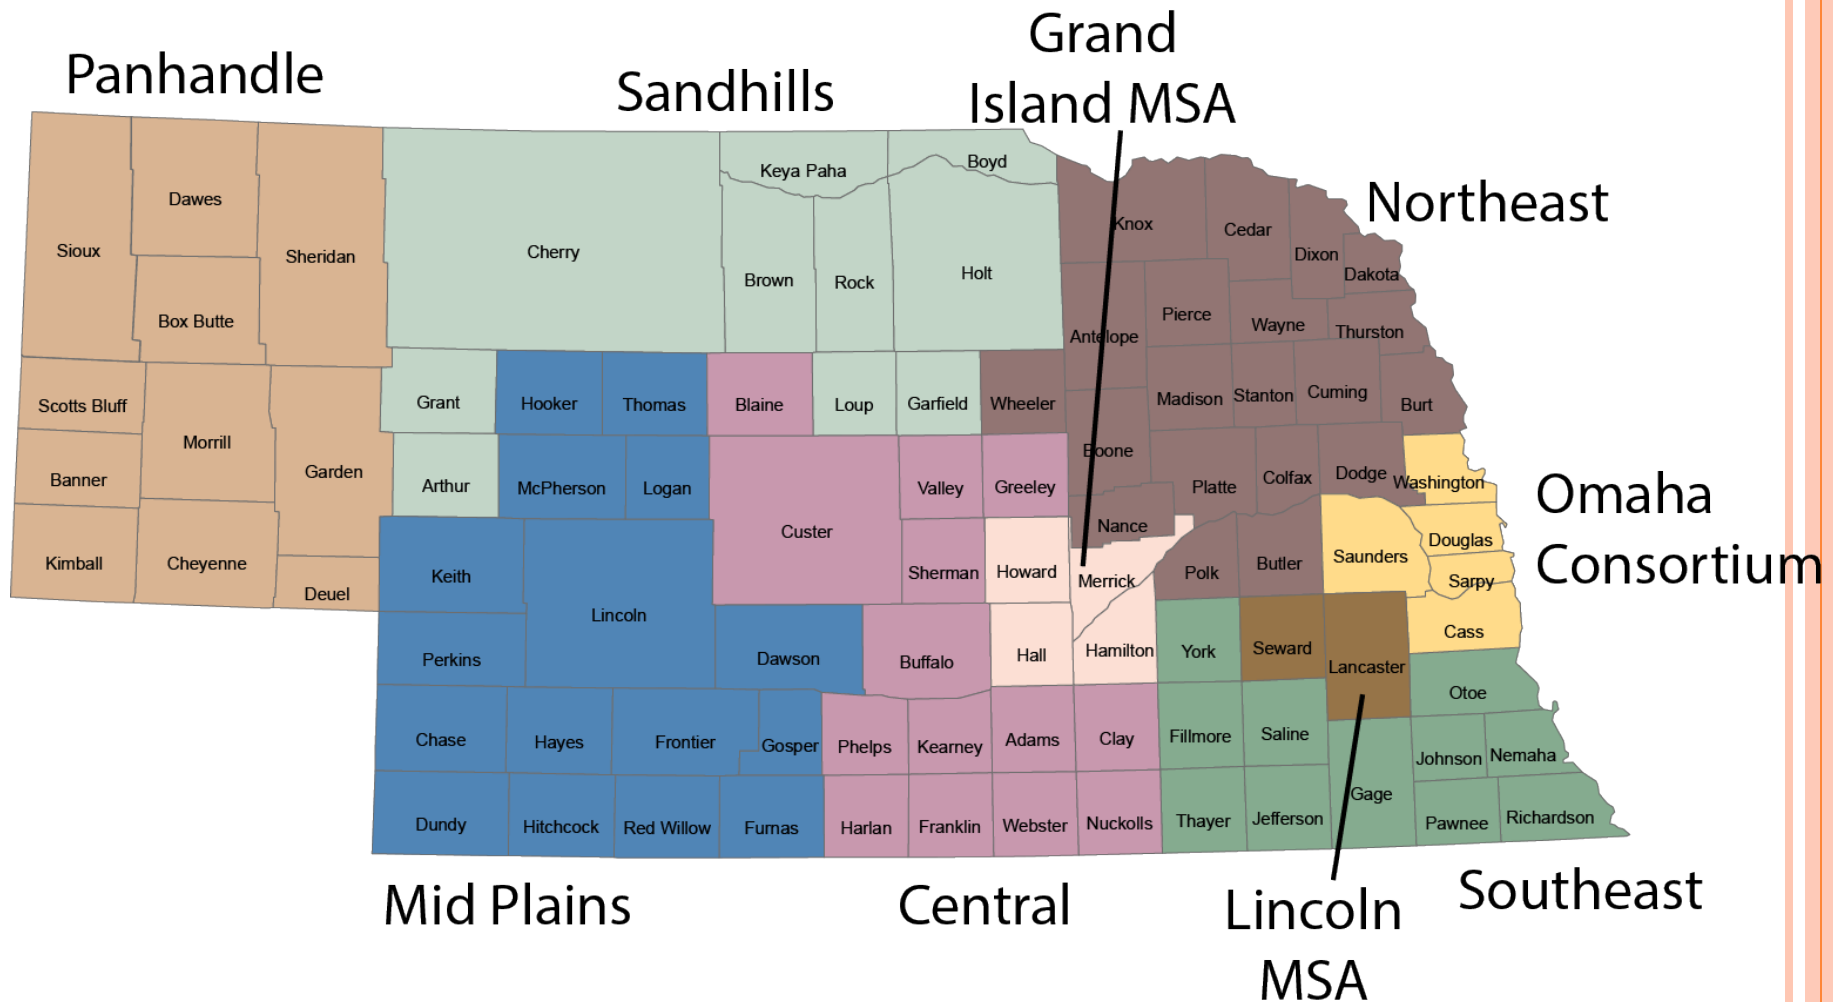 Grand
Island MSA
Panhandle
Sandhills
Northeast
Omaha
Consortium
Mid Plains
Central
Lincoln
MSA
Southeast
Sioux
Dawes
Sheridan
Box Butte
Scotts Bluff
Morrill
Garden
Banner
Kimball
Cheyenne
Deuel
Cherry
Keya Paha
Boyd
Brown
Rock
Holt
Grant
Loup
Garfield
Arthur
Hooker
Thomas
McPherson
Logan
Keith
Lincoln
Perkins
Dawson
Chase
Hayes
Frontier
Gosper
Dundy
Hitchcock
Red Willow
Furnas
Blaine
Custer
Valley
Greeley
Sherman
Buffalo
Phelps
Kearney
Adams
Clay
Harlan
Franklin
Webster
Nuckolls
Howard
Merrick
Hall
Hamilton
Knox
Cedar
Dixon
Dakota
Antelope
Pierce
Wayne
Thurston
Wheeler
Madison
Stanton
Cuming
Burt
Boone
Platte
Colfax
Dodge
Nance
Polk
Butler
Washington
Saunders
Douglas
Sarpy
Cass
Seward
Lancaster
York
Fillmore
Saline
Otoe
Johnson
Nemaha
Thayer
Jefferson
Gage
Pawnee
Richardson